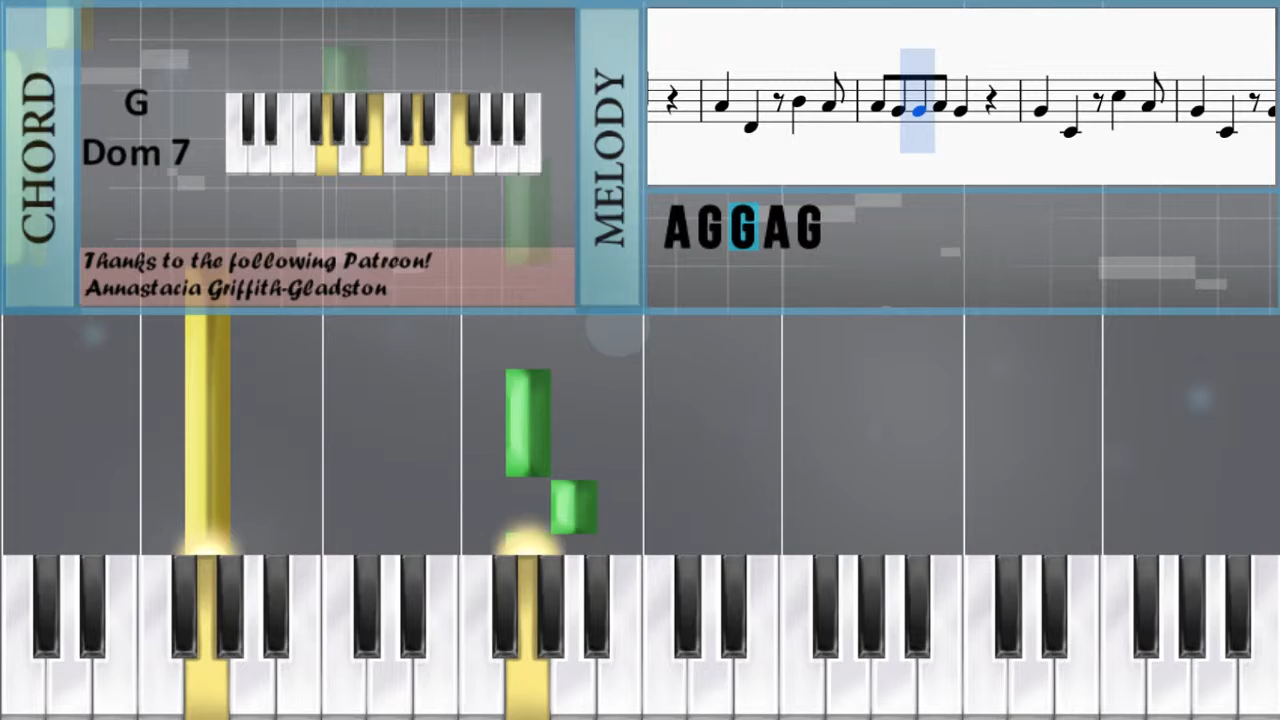 CHORD
G
Dom 7
Thanks to the following Patreon!
Annastacia Griffith-Gladston
MELODY
AGGAG